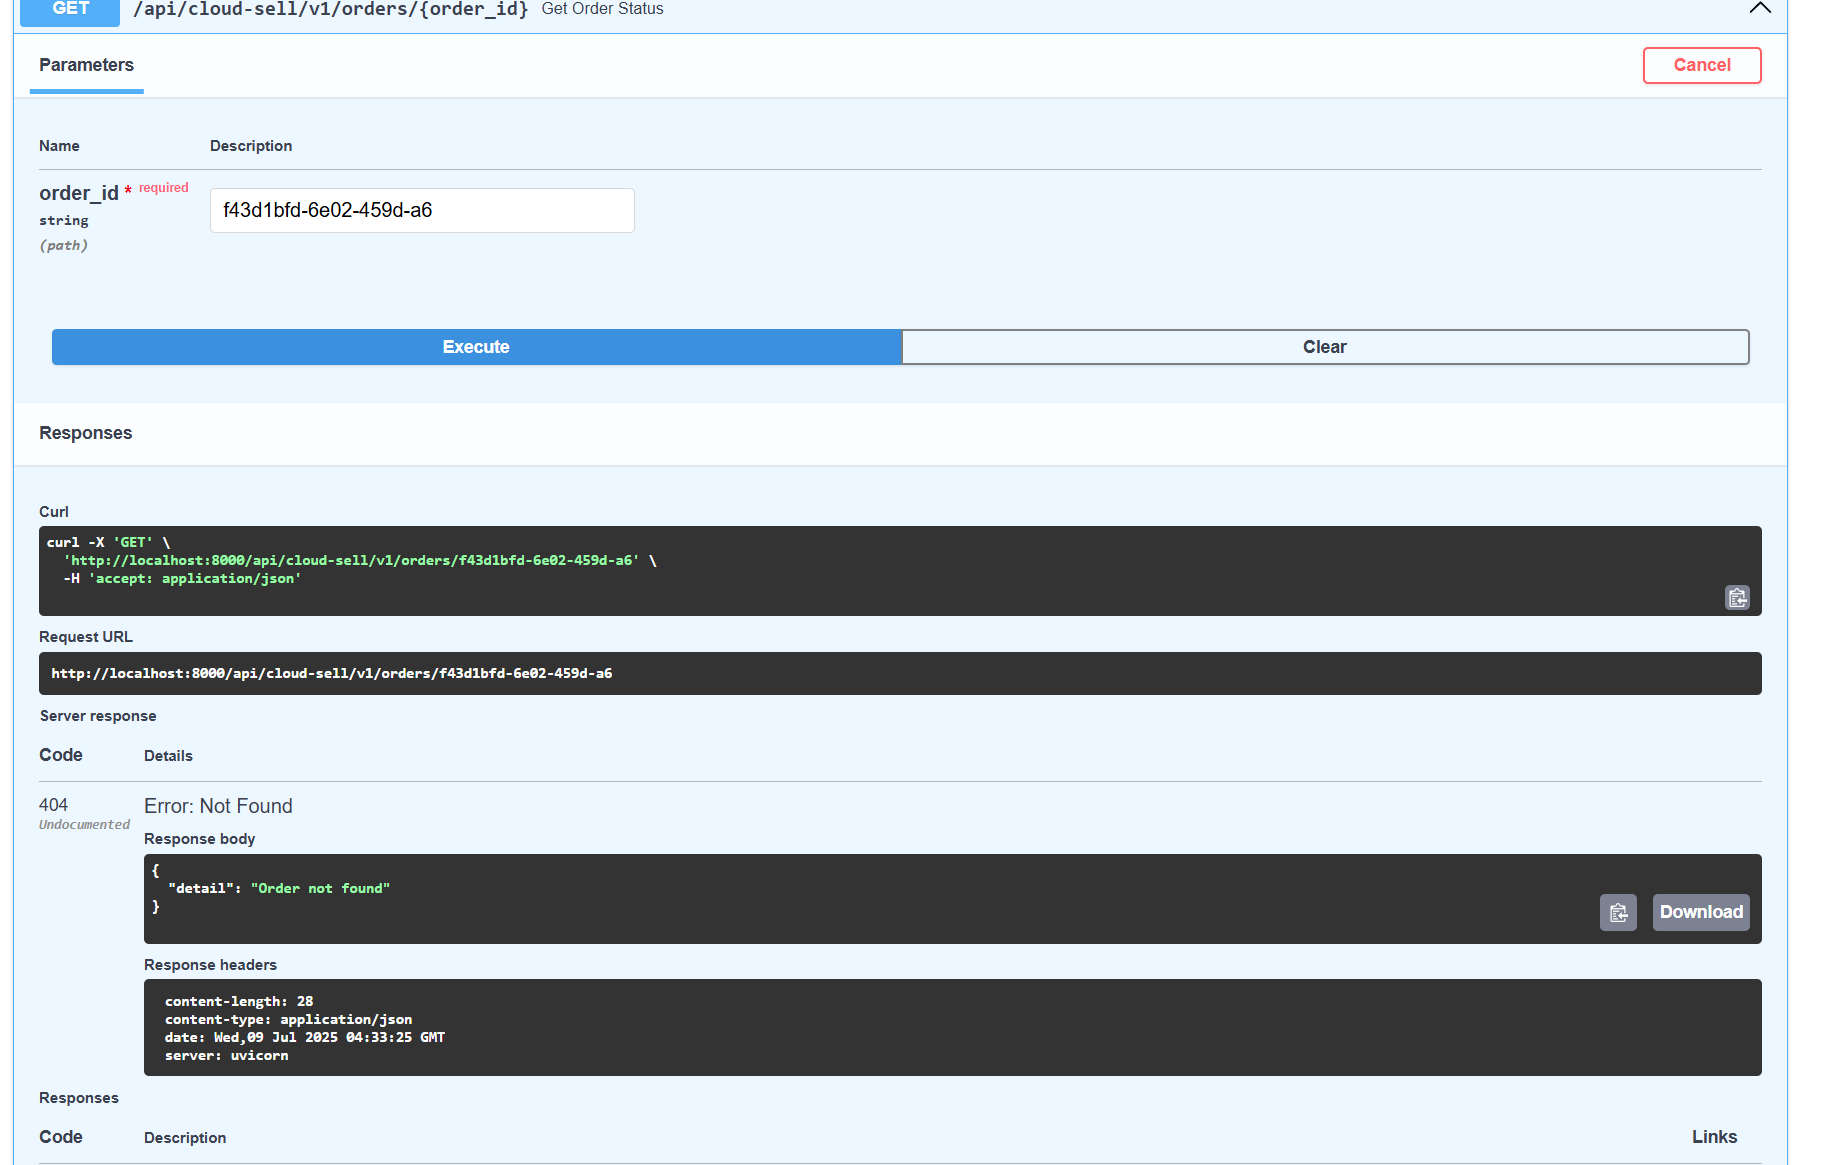 GET /api/cloud-sell/v1/orders/{order_id} Get Order Status
Parameters
Cancel
Name Description
order_id * required
string
(path)
f43d1bfd-6e02-459d-a6
Execute Clear
Responses
Curl
curl -X 'GET' \
'http://localhost:8000/api/cloud-sell/v1/orders/f43d1bfd-6e02-459d-a6' \
-H 'accept: application/json'
Request URL
http://localhost:8000/api/cloud-sell/v1/orders/f43d1bfd-6e02-459d-a6
Server response
Code Details
404 Error: Not Found
Undocumented
Response body
{
"detail": "Order not found"
}
Download
Response headers
content-length: 28
content-type: application/json
date: Wed,09 Jul 2025 04:33:25 GMT
server: uvicorn
Responses
Code Description Links